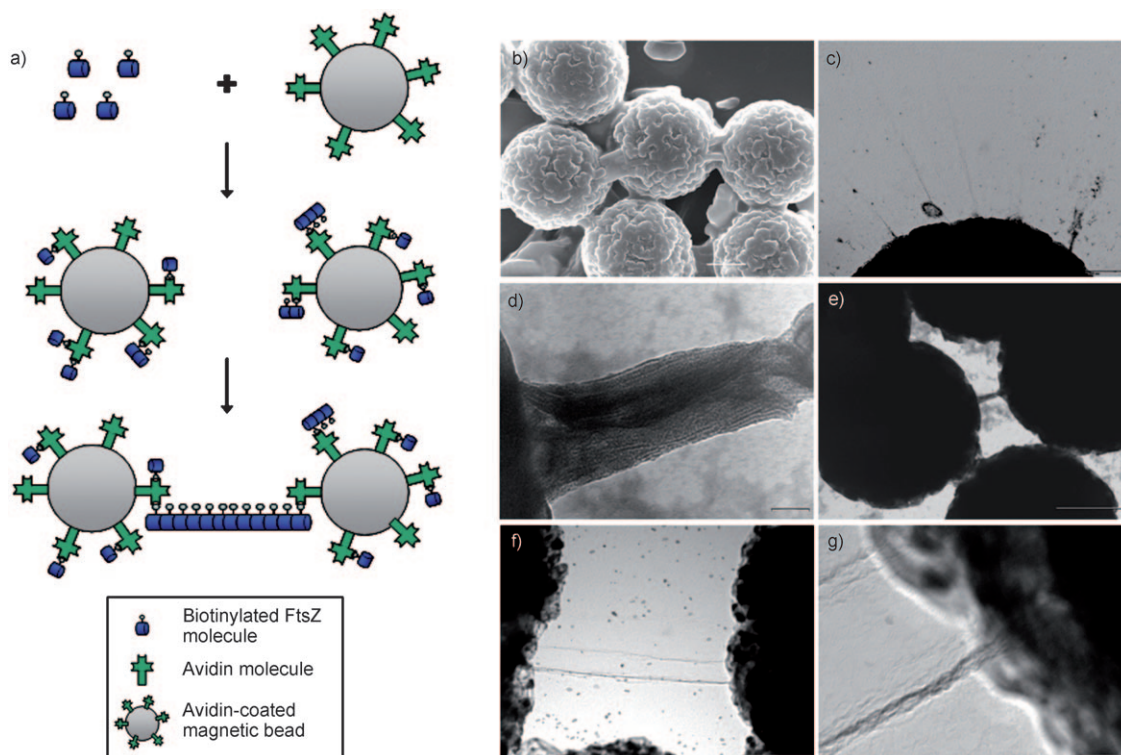 a)
b)
c)
d)
e)
f)
g)
Biotinylated FtsZ
molecule
Avidin molecule
Avidin-coated
magnetic bead